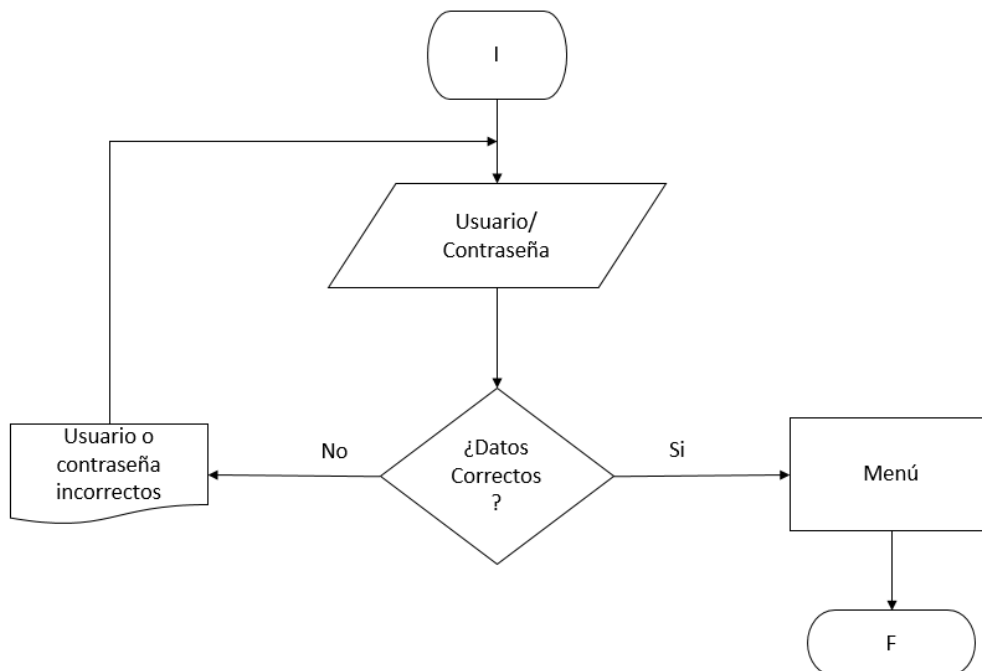 I
Usuario/
Contraseña
¿Datos
Correctos
?
No
Si
Usuario o
contraseña
incorrectos
Menú
F